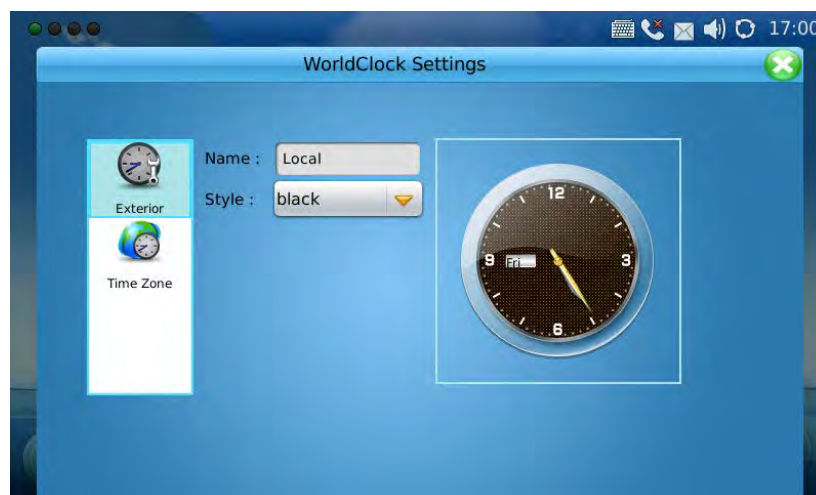 17:00
WorldClock Settings
Exterior
Time Zone
Name : Local
Style : black
12
9 Fri 3
6